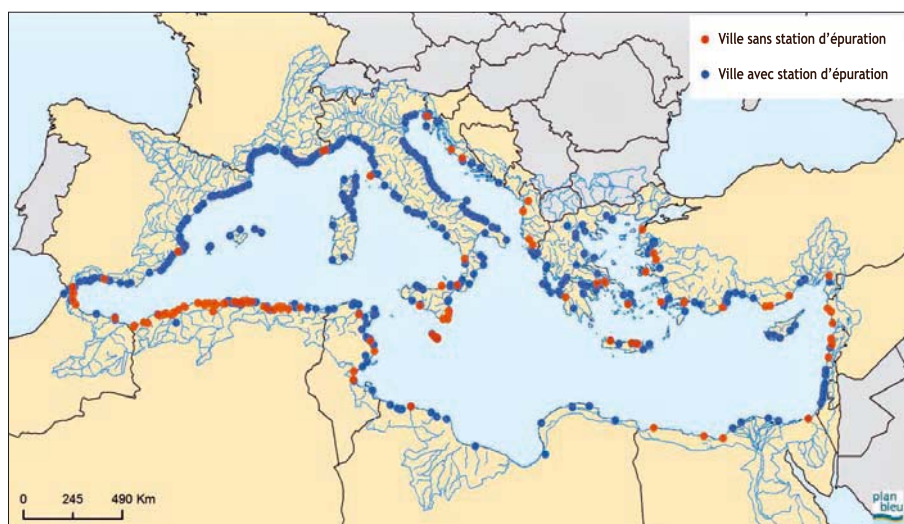 Ville sans station d'épuration
Ville avec station d'épuration
0 245 490 Km
plan
bleu